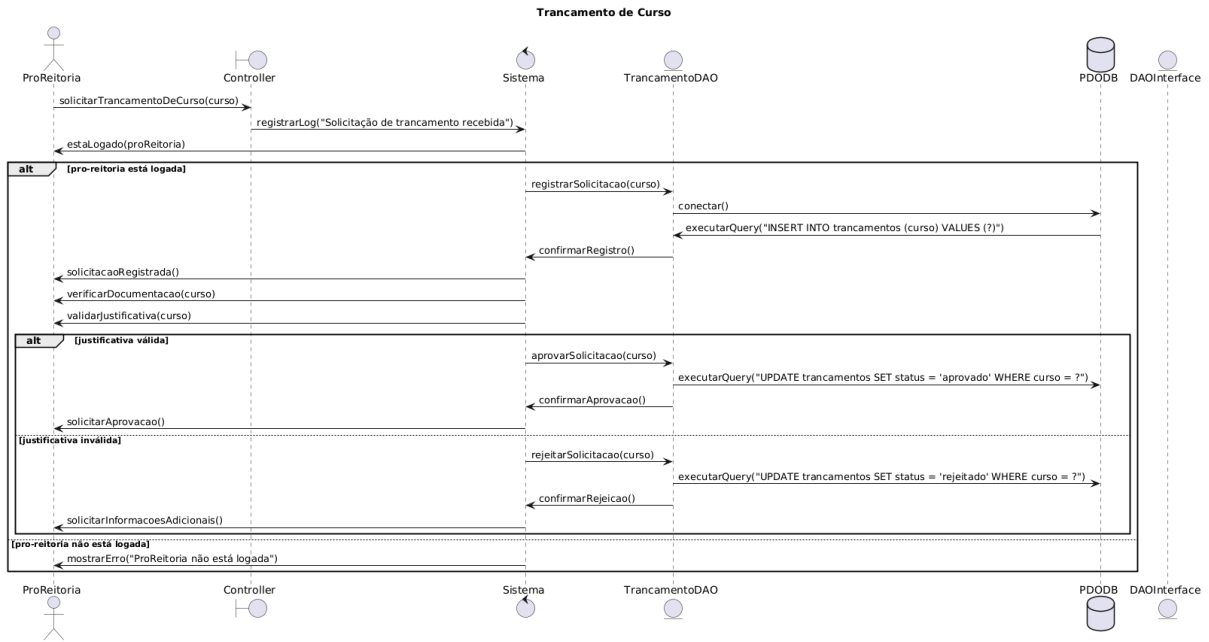 Trancamento de Curso
ProReitoria Controller Sistema TrancamentoDAO PDODB DAOInterface
solicitarTrancamentoDeCurso(curso)
registrarLog("Solicitação de trancamento recebida")
estaLogado(proReitoria)
alt [pro-reitoria está logada]
registrarSolicitacao(curso)
conectar()
executarQuery("INSERT INTO trancamentos (curso) VALUES (?)")
confirmarRegistro()
solicitacaoRegistrada()
verificarDocumentacao(curso)
validarJustificativa(curso)
alt [justificativa válida]
aprovarSolicitacao(curso)
executarQuery("UPDATE trancamentos SET status = 'aprovado' WHERE curso = ?")
confirmarAprovacao()
solicitarAprovacao()
[justificativa inválida]
rejeitarSolicitacao(curso)
executarQuery("UPDATE trancamentos SET status = 'rejeitado' WHERE curso = ?")
confirmarRejeicao()
solicitarInformacoesAdicionais()
[pro-reitoria não está logada]
mostrarErro("ProReitoria não está logada")
ProReitoria Controller Sistema TrancamentoDAO PDODB DAOInterface